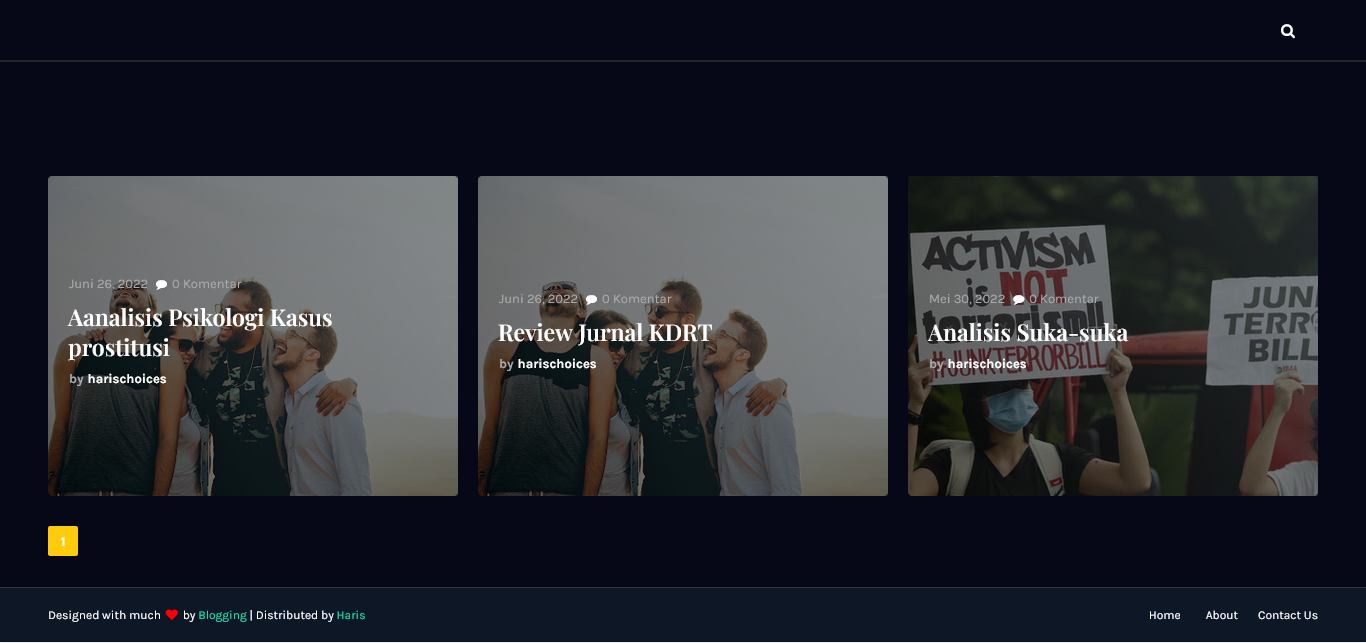 Juni 26, 2022 0 Komentar
Aanalisis Psikologi Kasus
prostitusi
by harischoices
Juni 26, 2022 0 Komentar
Review Jurnal KDRT
by harischoices
ACTIVISM
is NOT
terrorism!!
#JUNKTERRORBILL
JUN
TERR
BILL
Mei 30, 2022 0 Komentar
Analisis Suka-suka
by harischoices
1
Designed with much by Blogging | Distributed by Haris
Home About Contact Us